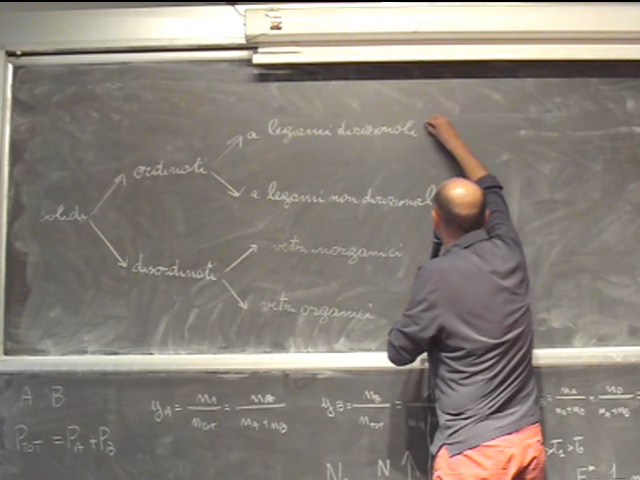 a legami direzionali
ordinati
a legami non direzional
solidi
vetri inorganici
disordinati
vetri organici
A B
y_A = n_A/n_TOT = n_A/(n_A+n_B) y_B = n_B/n_TOT =
P_TOT = P_A + P_B